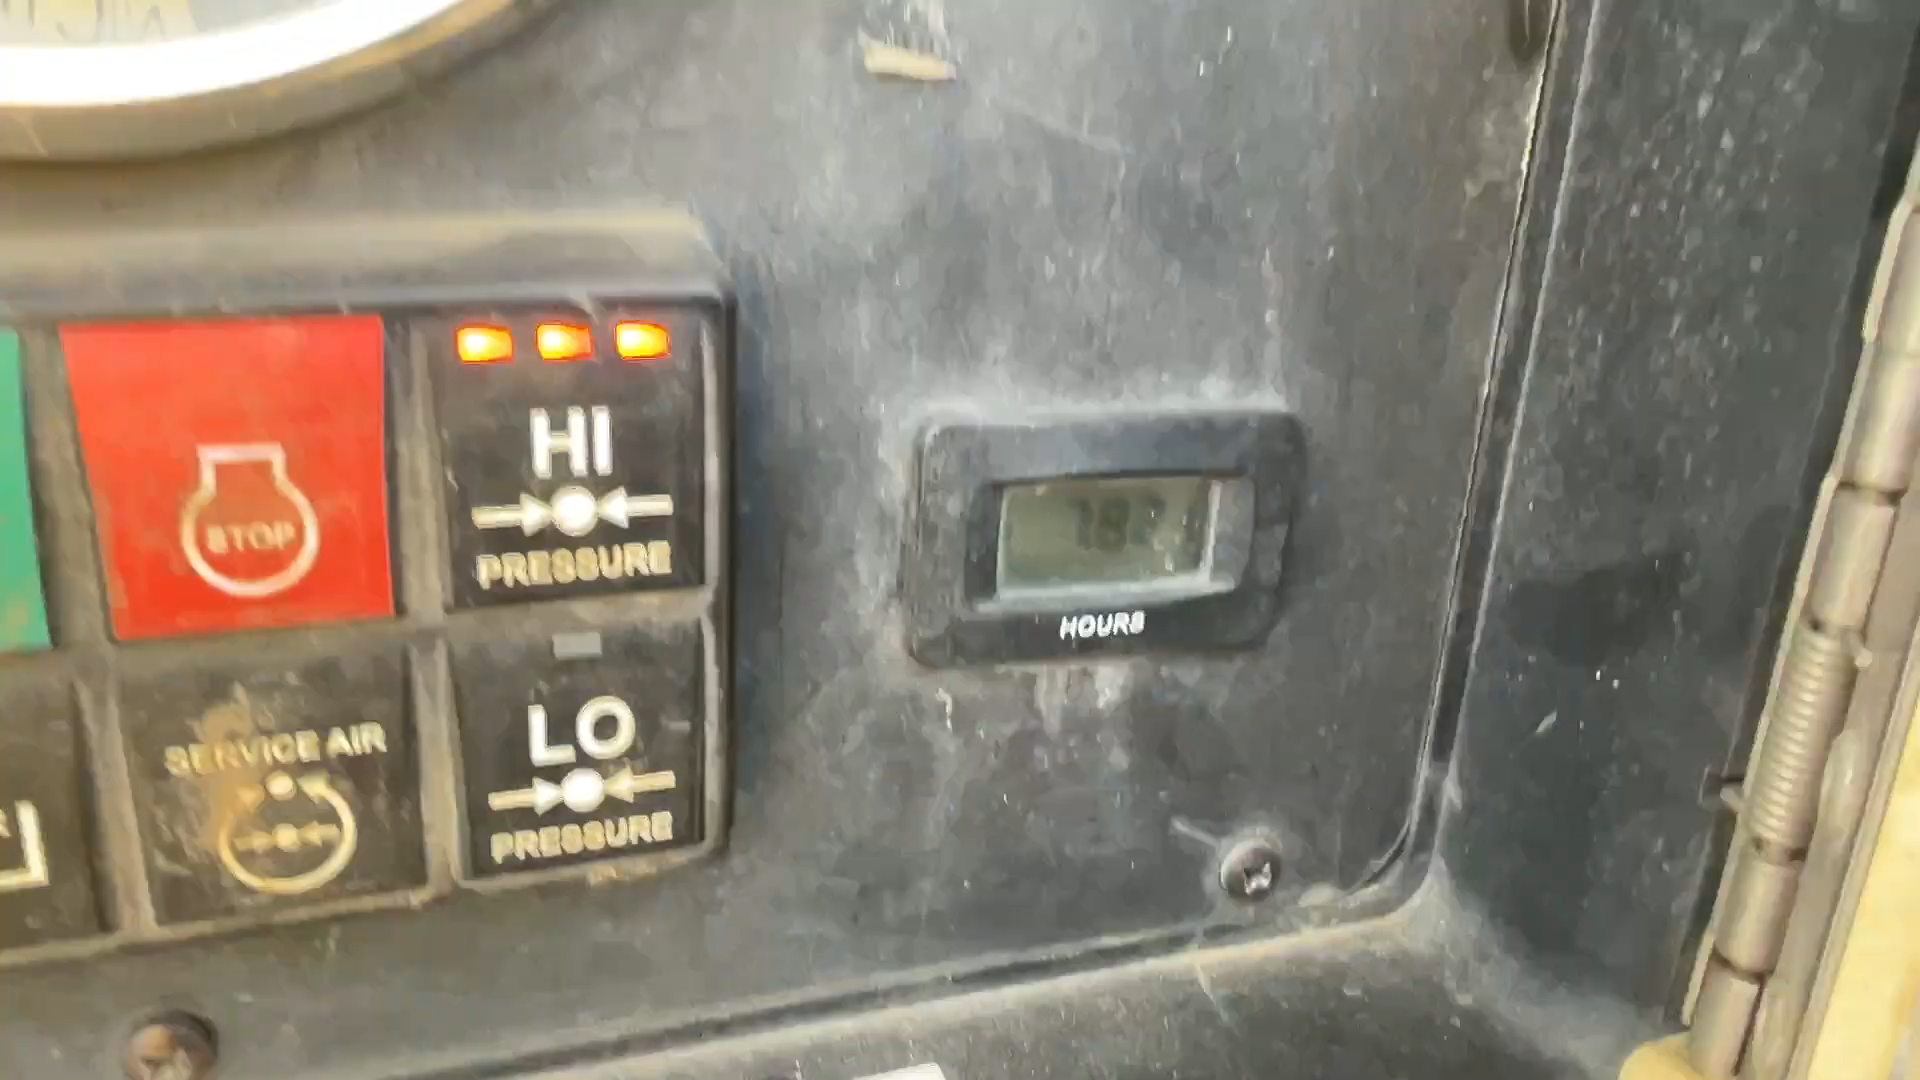 STOP
HI
PRESSURE
SERVICE AIR
LO
PRESSURE
HOURS